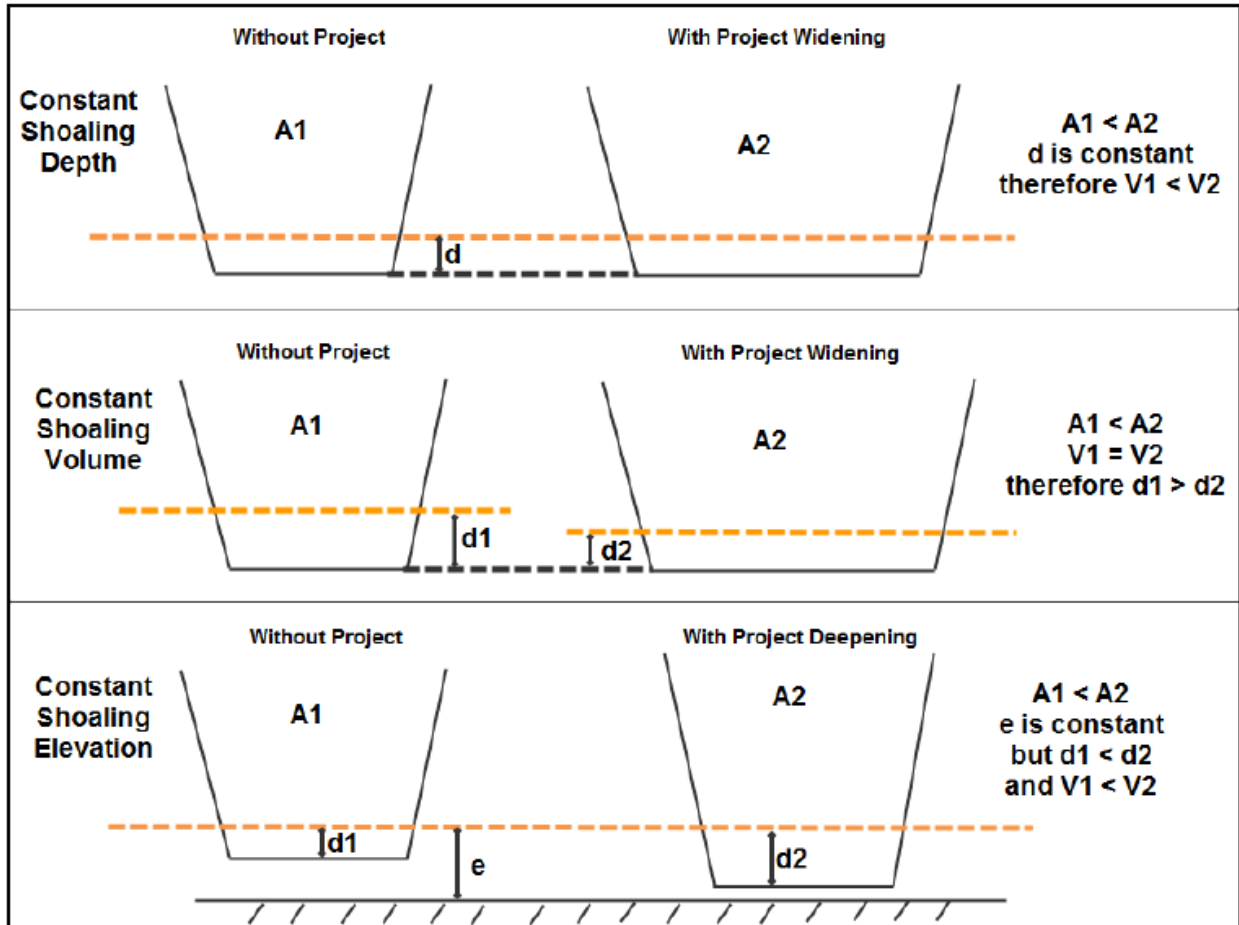 Without Project
With Project Widening
Constant
Shoaling
Depth
A1
A2
A1 < A2
d is constant
therefore V1 < V2
d
Without Project
With Project Widening
Constant
Shoaling
Volume
A1
A2
A1 < A2
V1 = V2
therefore d1 > d2
d1
d2
Without Project
With Project Deepening
Constant
Shoaling
Elevation
A1
A2
A1 < A2
e is constant
but d1 < d2
and V1 < V2
d1
e
d2